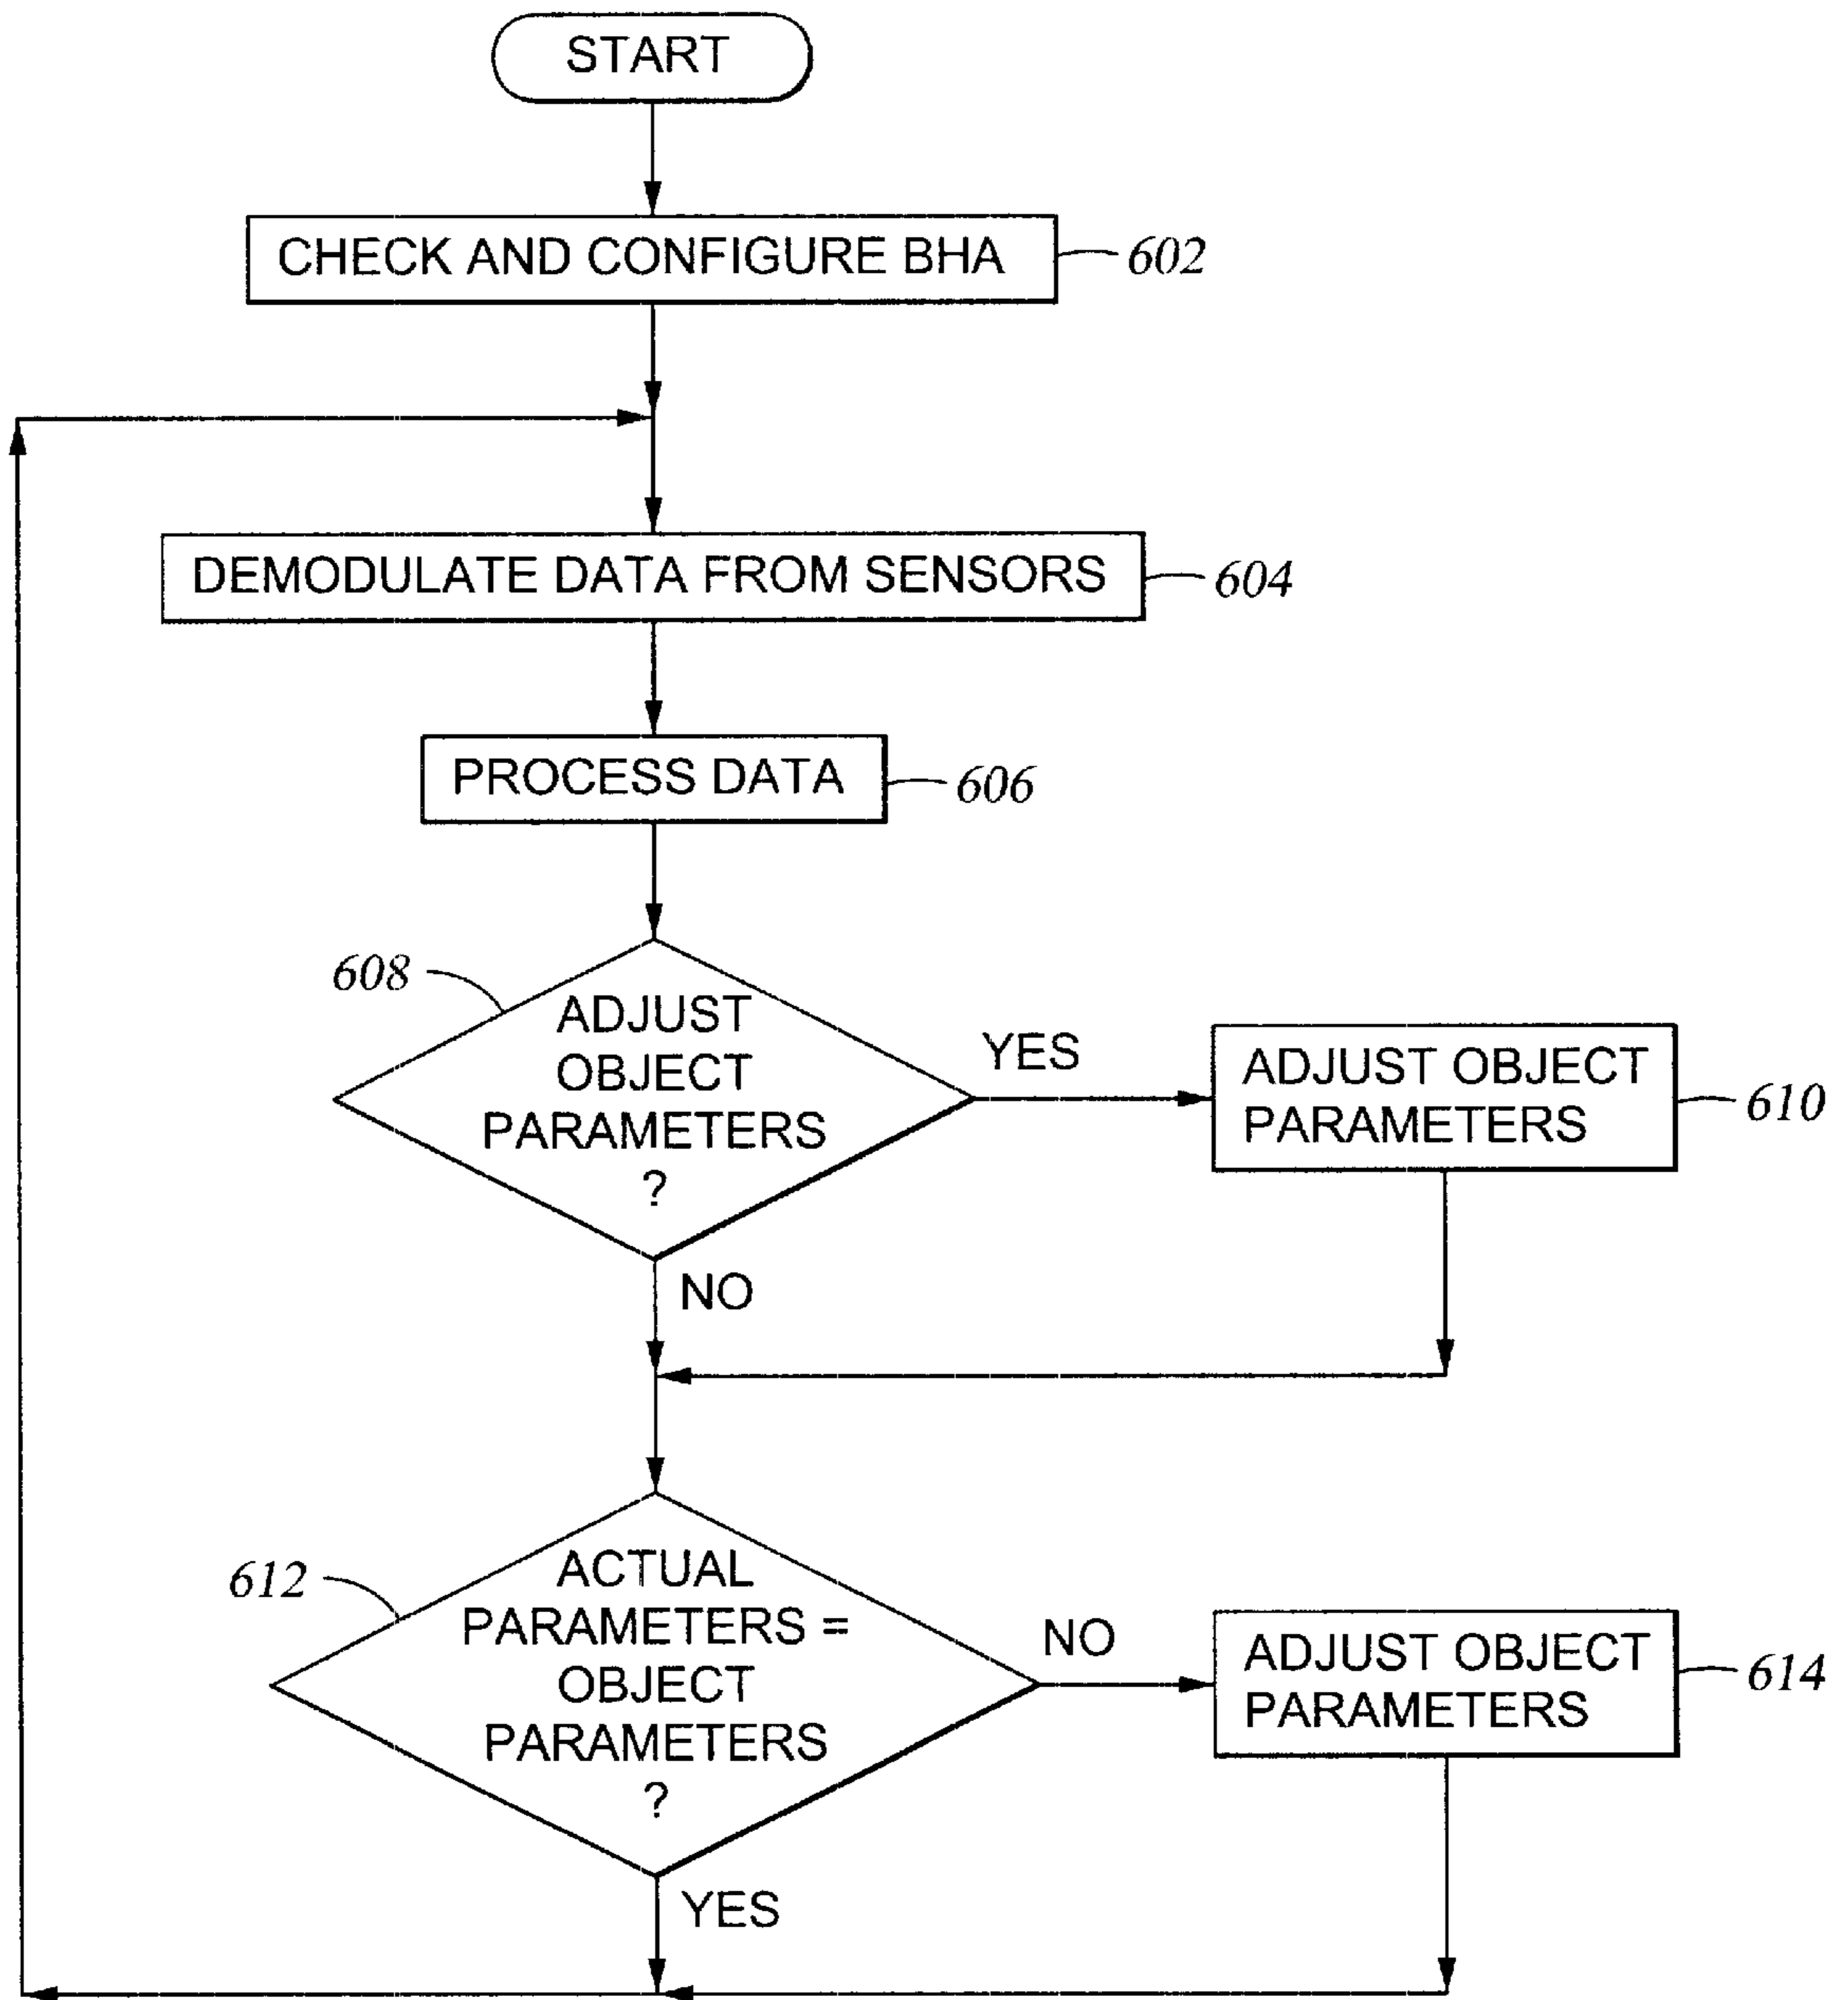 START
CHECK AND CONFIGURE BHA
602
DEMODULATE DATA FROM SENSORS
604
PROCESS DATA
606
608
ADJUST
OBJECT
PARAMETERS
?
YES
ADJUST OBJECT
PARAMETERS
610
NO
612
ACTUAL
PARAMETERS =
OBJECT
PARAMETERS
?
NO
ADJUST OBJECT
PARAMETERS
614
YES